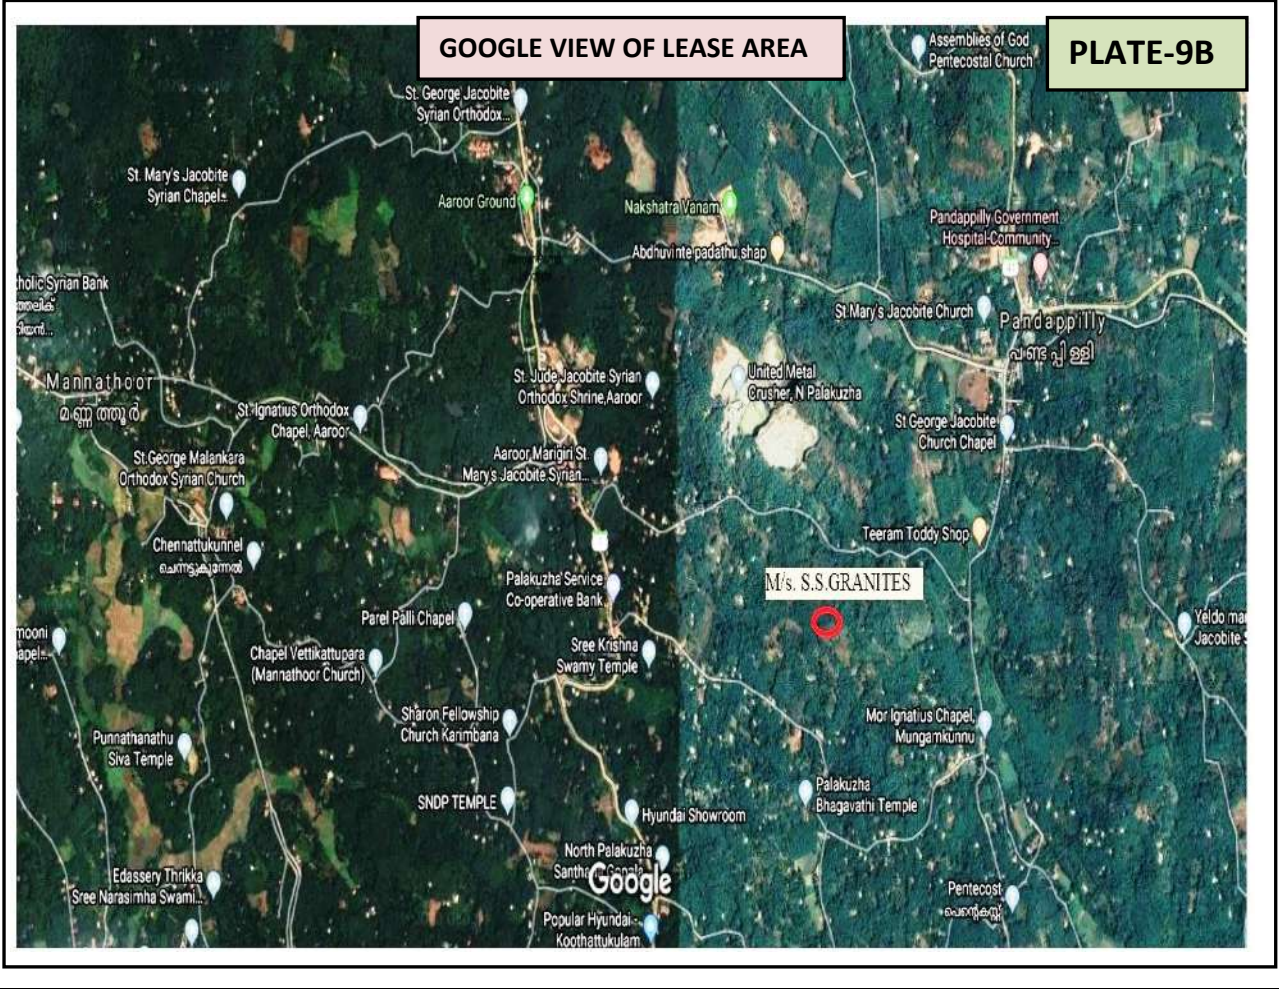 GOOGLE VIEW OF LEASE AREA
PLATE-9B
Assemblies of God
Pentecostal Church
St. George Jacobite
Syrian Orthodox...
St. Mary's Jacobite
Syrian Chapel...
Aaroor Ground
Nakshatra Vanam
Pandappilly Government
Hospital-Community...
Abdhuvinte padathu shap
tholic Syrian Bank
ത്തലിക്
റിയൻ...
St.Mary's Jacobite Church
Pandappilly
പണ്ടപ്പിള്ളി
Mannathoor
മണ്ണത്തൂർ
St. Jude Jacobite Syrian
Orthodox Shrine,Aaroor
United Metal
Crusher, N Palakuzha
St. Ignatius Orthodox
Chapel, Aaroor
St George Jacobite
Church Chapel
St.George Malankara
Orthodox Syrian Church
Aaroor Marigiri St.
Mary's Jacobite Syrian...
Chennattukunnel
ചെന്നട്ടുകുന്നേൽ
Teeram Toddy Shop
M/s. S.S.GRANITES
Palakuzha Service
Co-operative Bank
Parel Palli Chapel
Yeldo mar
Jacobite S
mooni
apel...
Chapel Vettikattupara
(Mannathoor Church)
Sree Krishna
Swamy Temple
Sharon Fellowship
Church Karimbana
Mor Ignatius Chapel,
Mungamkunnu
Punnathanathu
Siva Temple
SNDP TEMPLE
Hyundai Showroom
Palakuzha
Bhagavathi Temple
North Palakuzha
Santha
Google
Edassery Thrikka
Sree Narasimha Swami...
Pentecost
പെന്റെകസ്റ്റ്
Popular Hyundai -
Koothattukulam